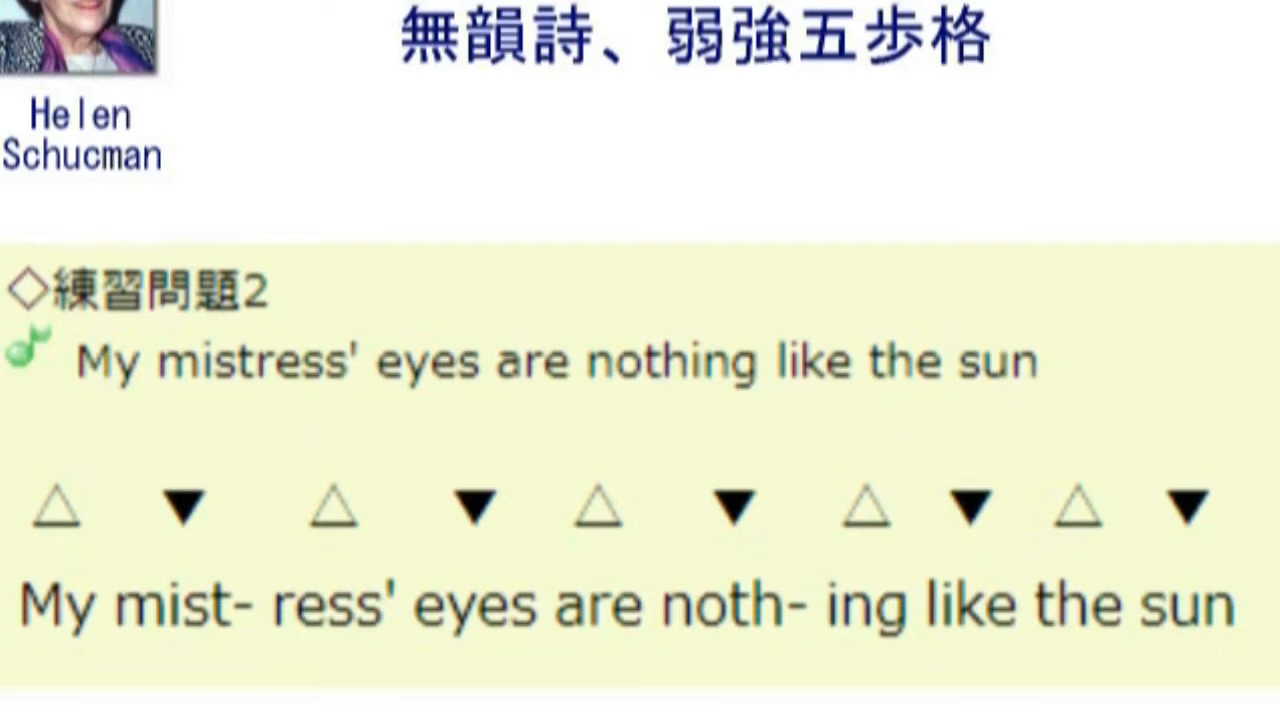 無韻詩、弱強五歩格
Helen
Schucman
◇練習問題2
My mistress' eyes are nothing like the sun
△ ▼ △ ▼ △ ▼ △ ▼ △ ▼
My mist- ress' eyes are noth- ing like the sun